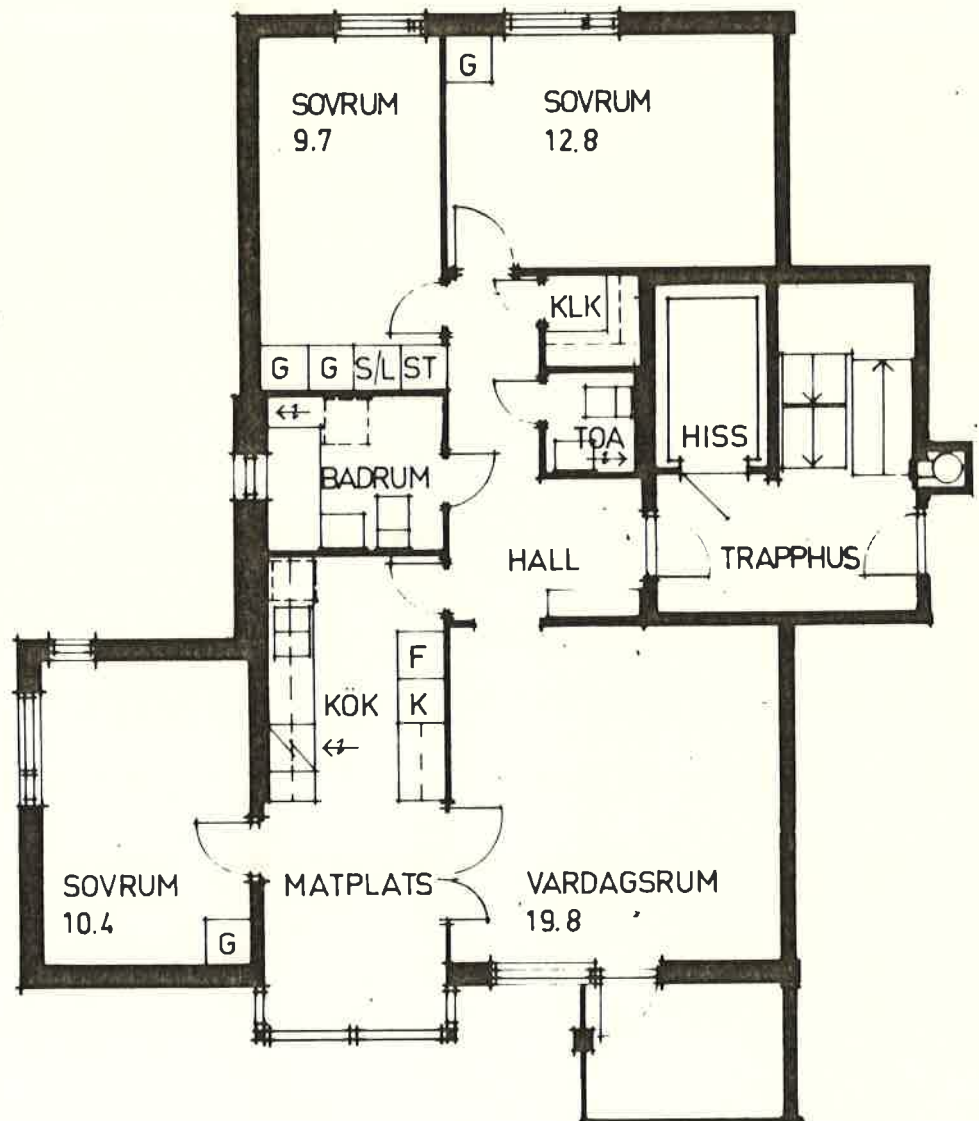 G
SOVRUM
9.7
SOVRUM
12.8
KLK
G G S/L ST
TOA
HISS
BADRUM
HALL
TRAPPHUS
F
K
KÖK
SOVRUM
10.4
G
MATPLATS
VARDAGSRUM
19.8